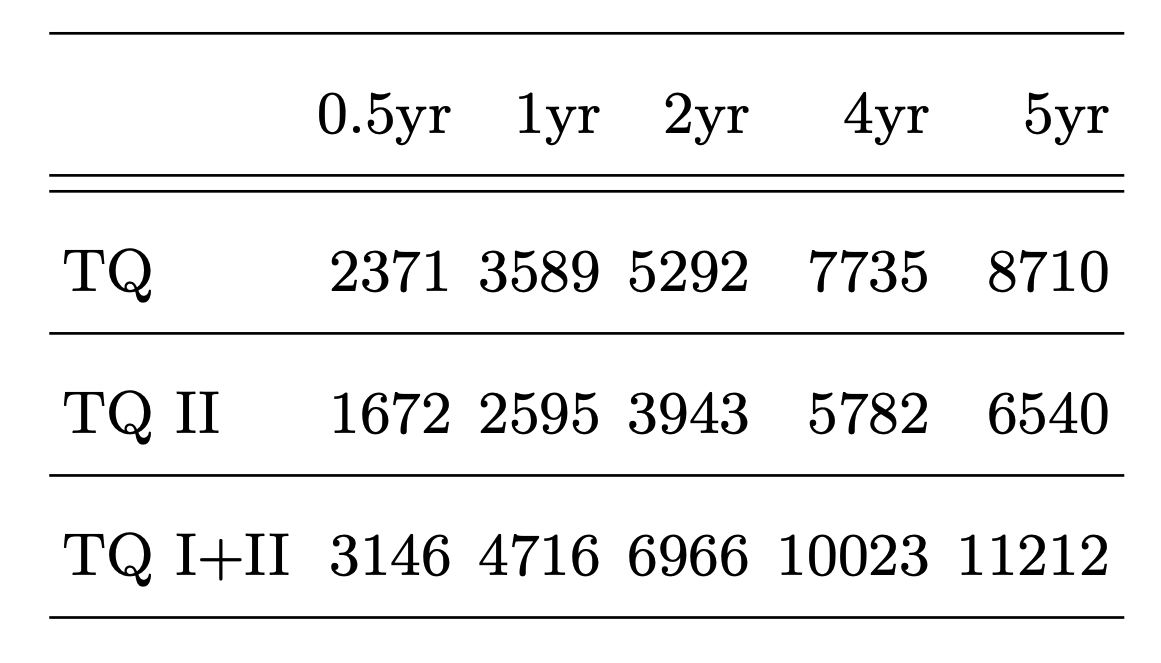 0.5yr 1yr 2yr 4yr 5yr
TQ 2371 3589 5292 7735 8710
TQ II 1672 2595 3943 5782 6540
TQ I+II 3146 4716 6966 10023 11212